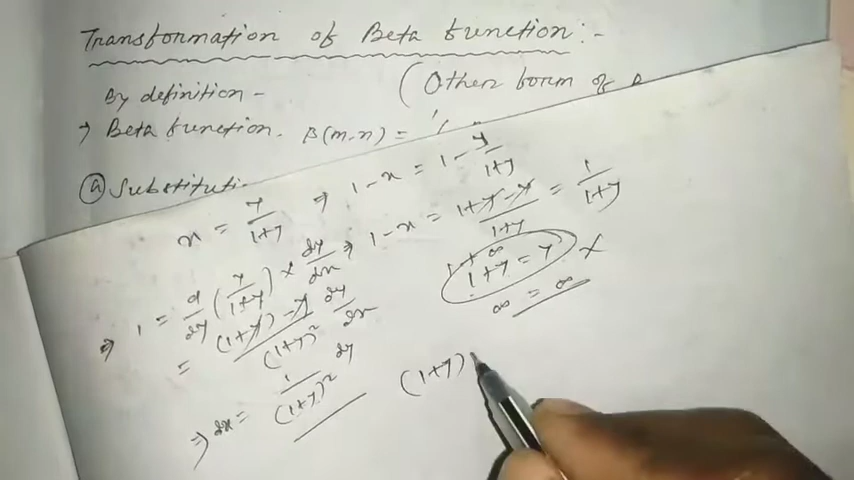 Transformation of Beta function :-
By definition - (Other form of
→ Beta function. β(m,n) =
ⓐ Substituti
x = y/1+y ⇒ 1-x = 1 - y/1+y
⇒ 1-x = 1+y-y/1+y = 1/1+y
⇒ 1 = d/dy (y/1+y) × dy/dx
= (1+y) - y/(1+y)² dy/dx
⇒ dx = 1/(1+y)² dy
1+∞
1+y = y ×
∞ = ∞
(1+y)